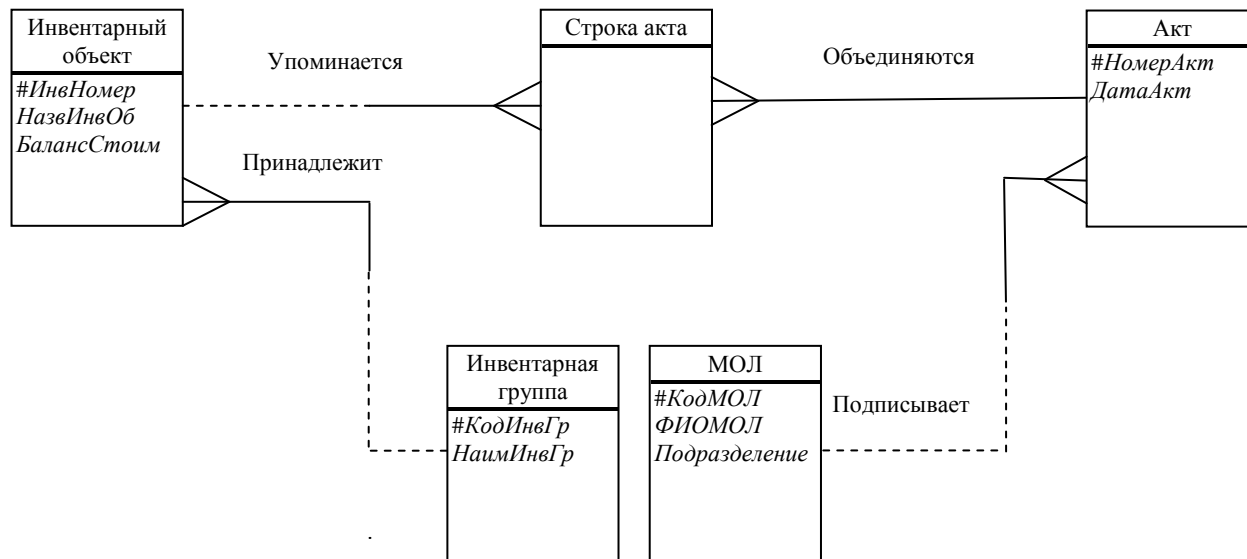 Инвентарный
объект
#ИнвНомер
НазвИнвОб
БалансСтоим
Упоминается
Принадлежит
Строка акта
Объединяются
Акт
#НомерАкт
ДатаАкт
Инвентарная
группа
#КодИнвГр
НаимИнвГр
МОЛ
#КодМОЛ
ФИОМОЛ
Подразделение
Подписывает